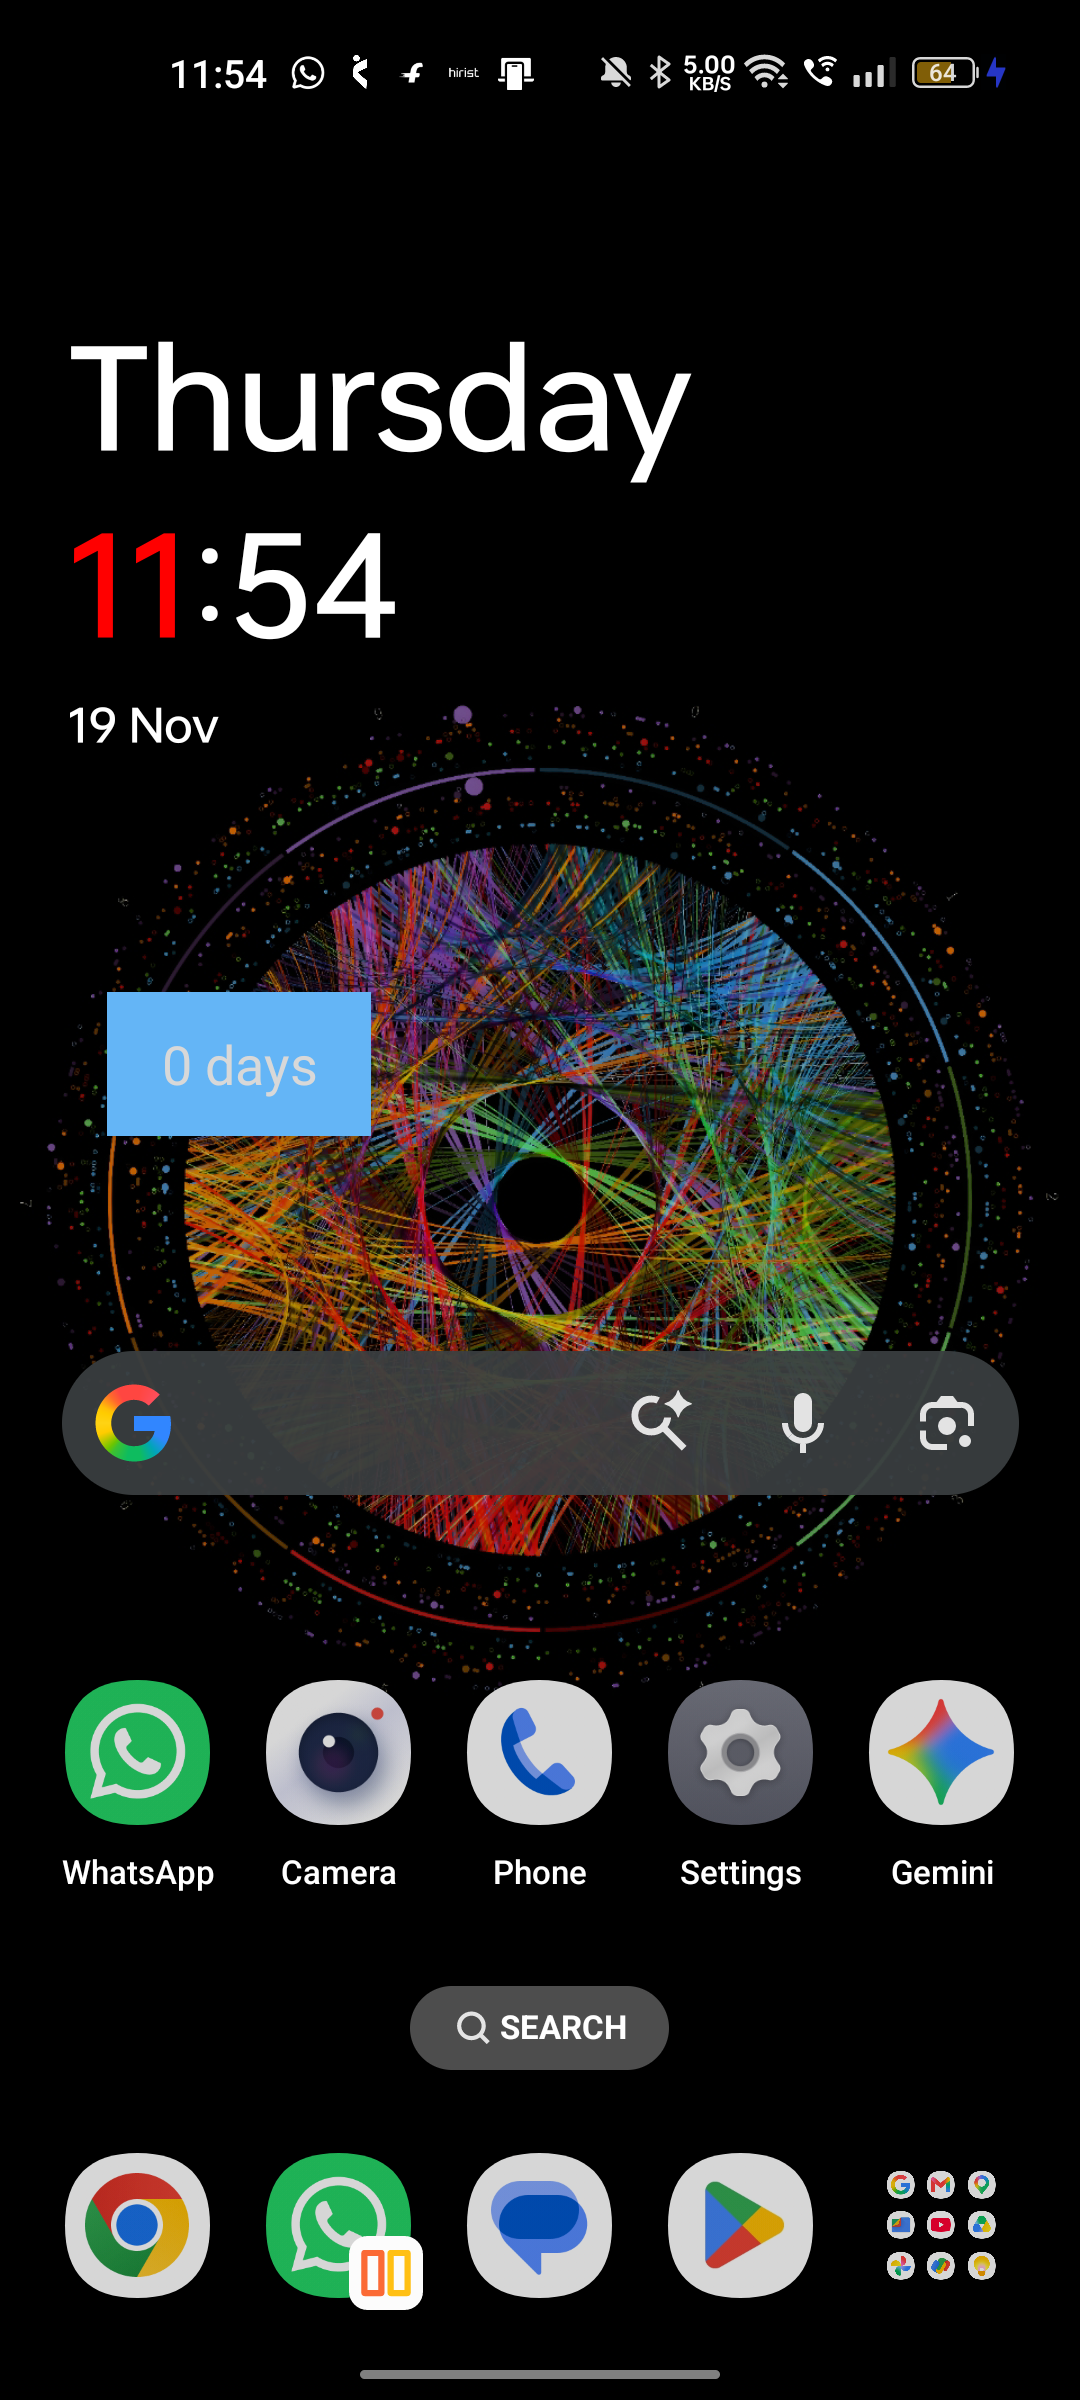 11:54 hirist 5.00 KB/S 64
Thursday
11:54
19 Nov
0 days
WhatsApp Camera Phone Settings Gemini
SEARCH